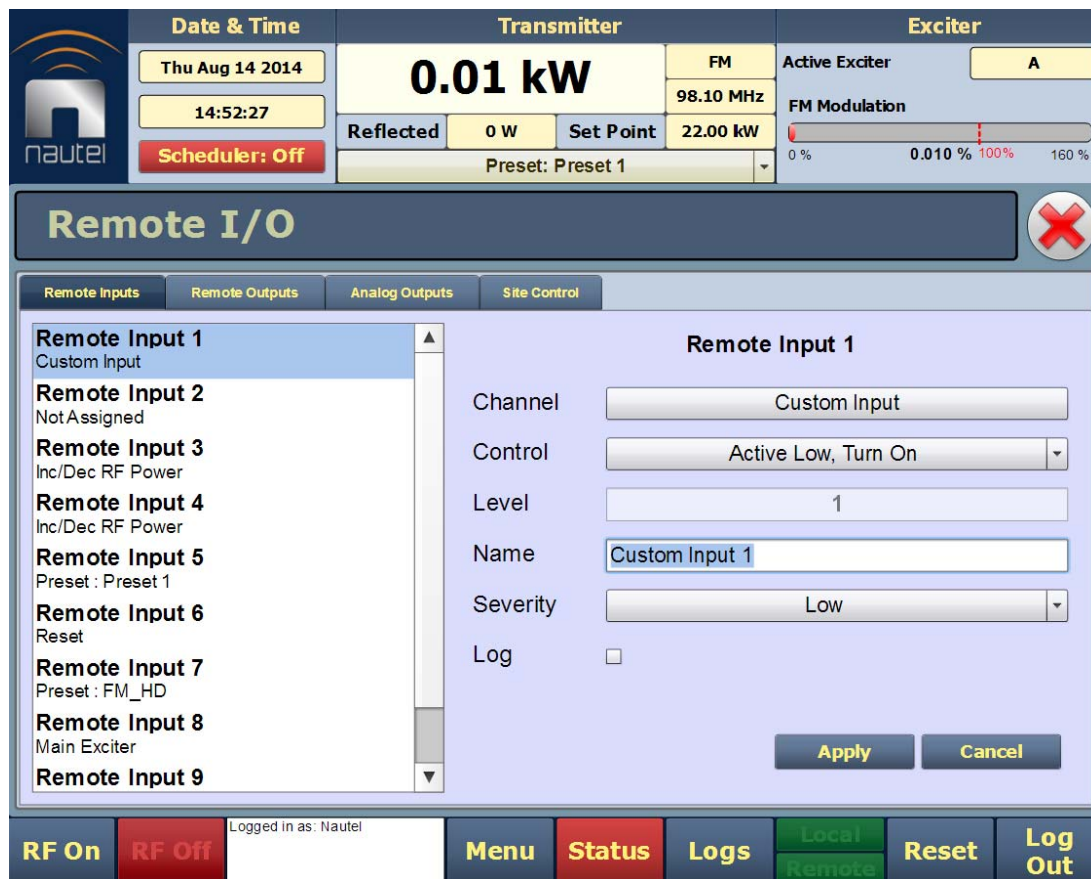 nautel
Date & Time
Thu Aug 14 2014
14:52:27
Scheduler: Off
Transmitter
0.01 kW
FM
98.10 MHz
Reflected 0 W Set Point 22.00 kW
Preset: Preset 1
Exciter
Active Exciter A
FM Modulation
0 % 0.010 % 100% 160 %
Remote I/O
Remote Inputs Remote Outputs Analog Outputs Site Control
Remote Input 1
Custom Input
Remote Input 2
Not Assigned
Remote Input 3
Inc/Dec RF Power
Remote Input 4
Inc/Dec RF Power
Remote Input 5
Preset : Preset 1
Remote Input 6
Reset
Remote Input 7
Preset : FM_HD
Remote Input 8
Main Exciter
Remote Input 9
Remote Input 1
Channel Custom Input
Control Active Low, Turn On
Level 1
Name Custom Input 1
Severity Low
Log
Apply Cancel
RF On RF Off
Logged in as: Nautel
Menu Status Logs
Local
Remote
Reset
Log
Out